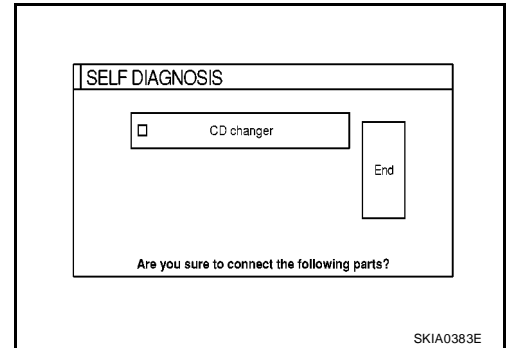 SELF DIAGNOSIS
CD changer
End
Are you sure to connect the following parts?
SKIA0383E